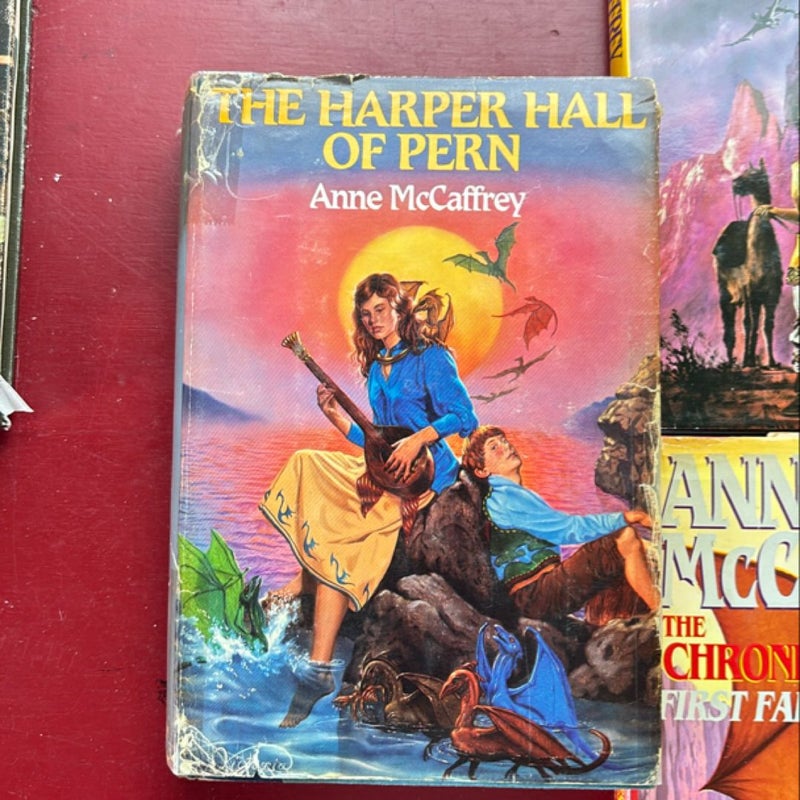 THE HARPER HALL
OF PERN
Anne McCaffrey
ANN
McC
THE
CHRON
FIRST FA